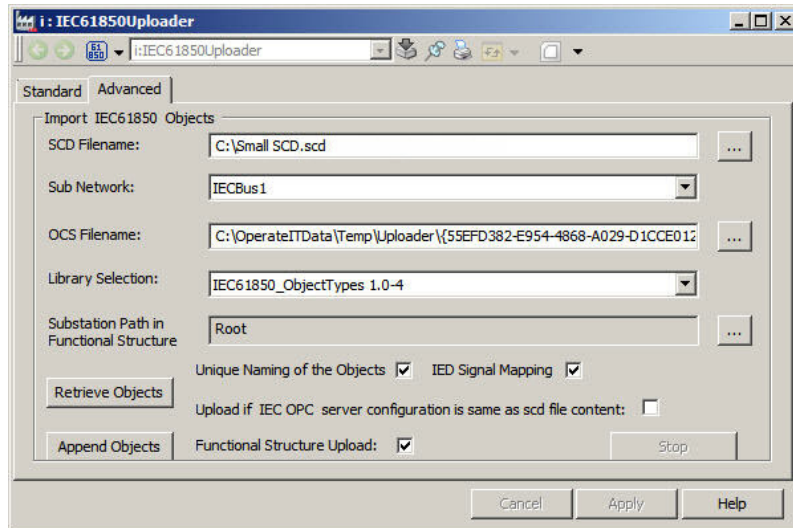 i: IEC61850Uploader
61 850 i:IEC61850Uploader
Standard Advanced
Import IEC61850 Objects
SCD Filename: C:\Small SCD.scd ...
Sub Network: IECBus1
OCS Filename: C:\OperateITData\Temp\Uploader\{55EFD382-E954-4868-A029-D1CCE012 ...
Library Selection: IEC61850_ObjectTypes 1.0-4
Substation Path in
Functional Structure Root ...
Unique Naming of the Objects IED Signal Mapping
Retrieve Objects
Upload if IEC OPC server configuration is same as scd file content:
Append Objects Functional Structure Upload: Stop
Cancel Apply Help